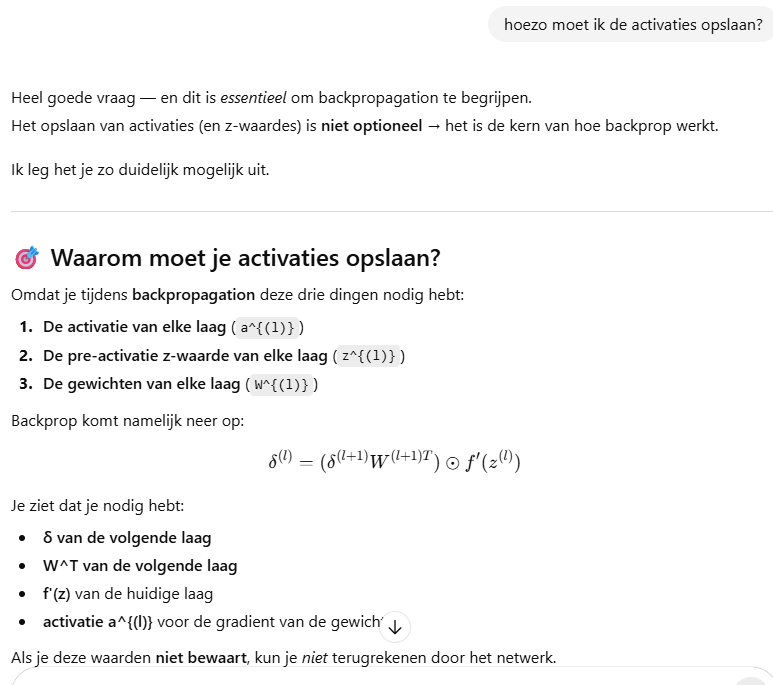 hoezo moet ik de activaties opslaan?
Heel goede vraag — en dit is essentieel om backpropagation te begrijpen.
Het opslaan van activaties (en z-waardes) is niet optioneel → het is de kern van hoe backprop werkt.
Ik leg het je zo duidelijk mogelijk uit.
🎯 Waarom moet je activaties opslaan?
Omdat je tijdens backpropagation deze drie dingen nodig hebt:
1. De activatie van elke laag ( a^{(l)} )
2. De pre-activatie z-waarde van elke laag ( z^{(l)} )
3. De gewichten van elke laag ( W^{(l)} )
Backprop komt namelijk neer op:
δ^{(l)} = (δ^{(l+1)}W^{(l+1)T}) ⊙ f′(z^{(l)})
Je ziet dat je nodig hebt:
• δ van de volgende laag
• W^T van de volgende laag
• f'(z) van de huidige laag
• activatie a^{(l)} voor de gradient van de
Als je deze waarden niet bewaart, kun je niet terugrekenen door het netwerk.